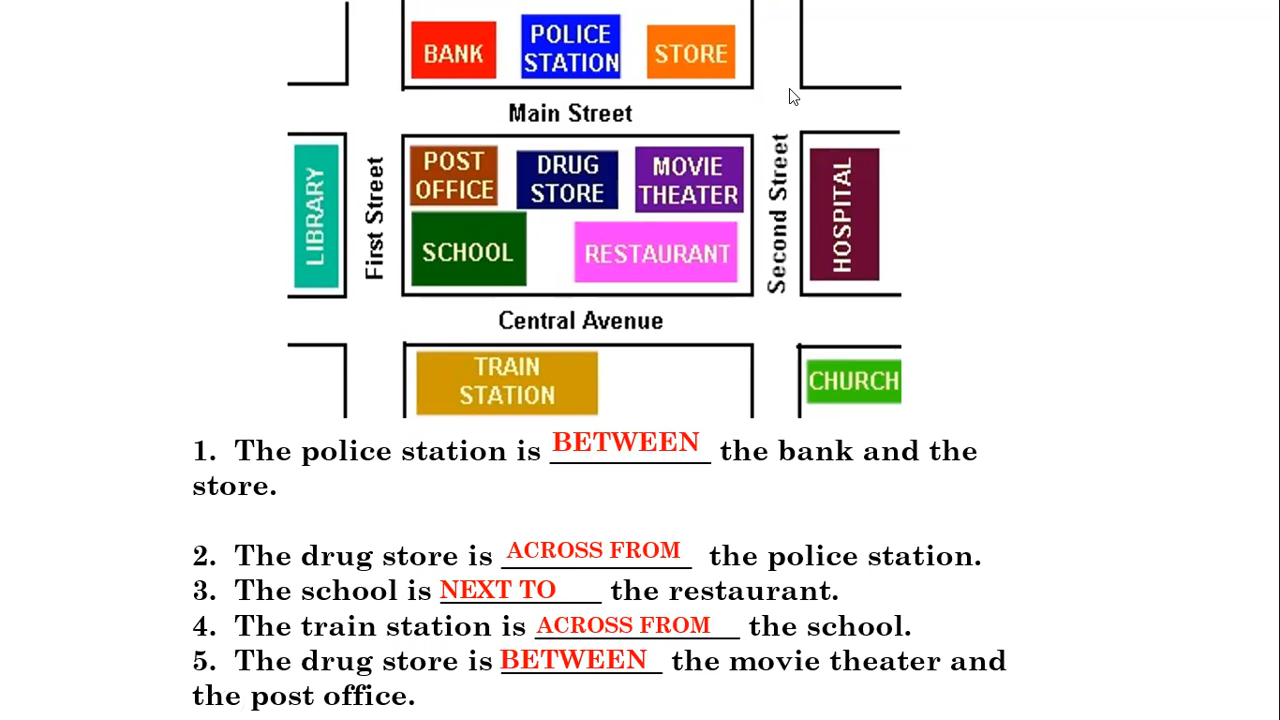 BANK
POLICE
STATION
STORE
Main Street
LIBRARY
First Street
POST
OFFICE
DRUG
STORE
MOVIE
THEATER
SCHOOL
RESTAURANT
Second Street
HOSPITAL
Central Avenue
TRAIN
STATION
CHURCH
1. The police station is BETWEEN the bank and the
store.
2. The drug store is ACROSS FROM the police station.
3. The school is NEXT TO the restaurant.
4. The train station is ACROSS FROM the school.
5. The drug store is BETWEEN the movie theater and
the post office.